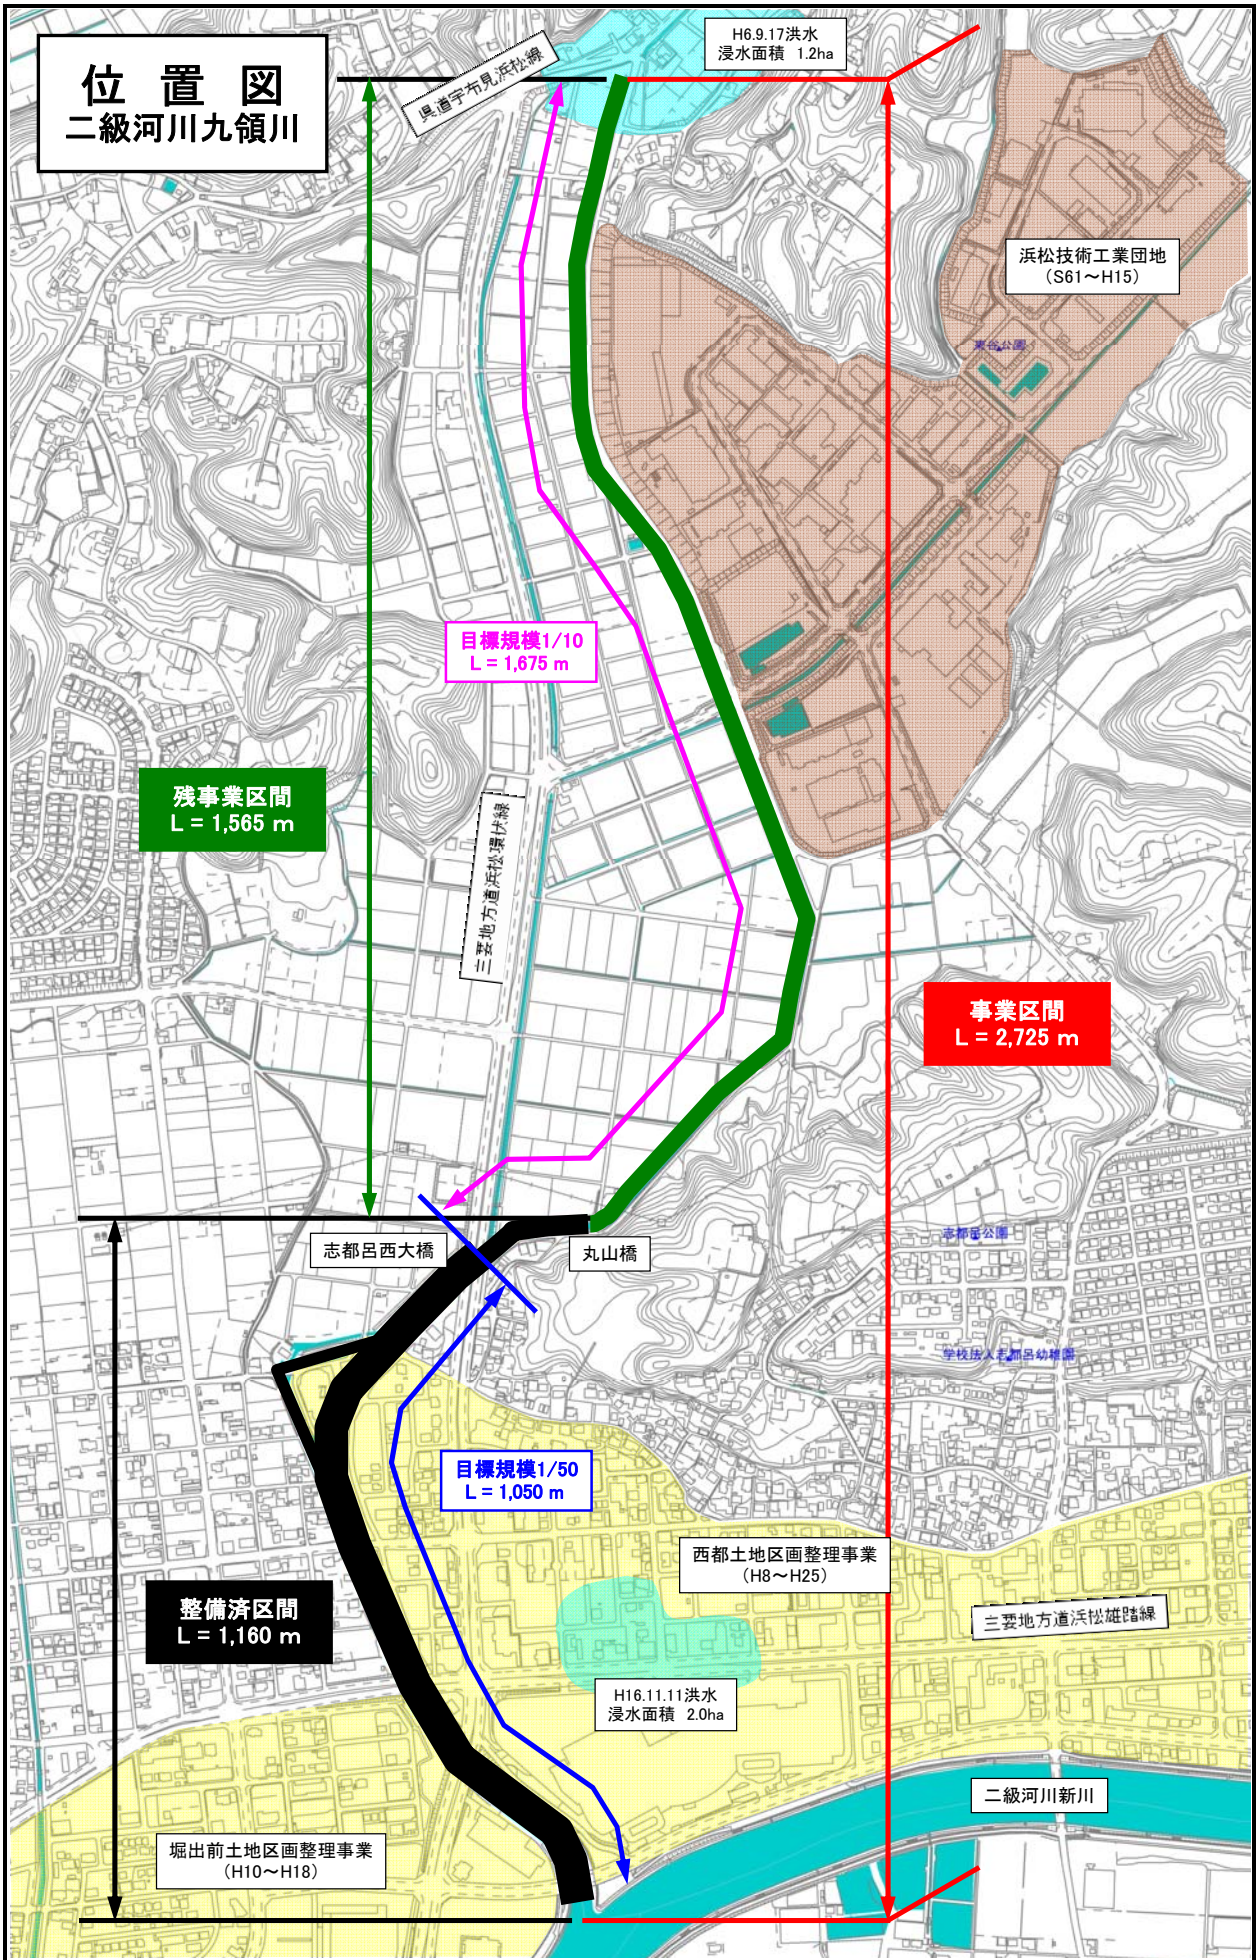 位置図
二級河川九領川
県道宇布見浜松線
H6.9.17洪水
浸水面積 1.2ha
浜松技術工業団地
(S61～H15)
東谷公園
目標規模1/10
L = 1,675 m
残事業区間
L = 1,565 m
主要地方道浜松環状線
事業区間
L = 2,725 m
志都呂西大橋
丸山橋
志都呂公園
学校法人志都呂幼稚園
目標規模1/50
L = 1,050 m
西都土地区画整理事業
(H8～H25)
整備済区間
L = 1,160 m
主要地方道浜松雄踏線
H16.11.11洪水
浸水面積 2.0ha
二級河川新川
堀出前土地区画整理事業
(H10～H18)